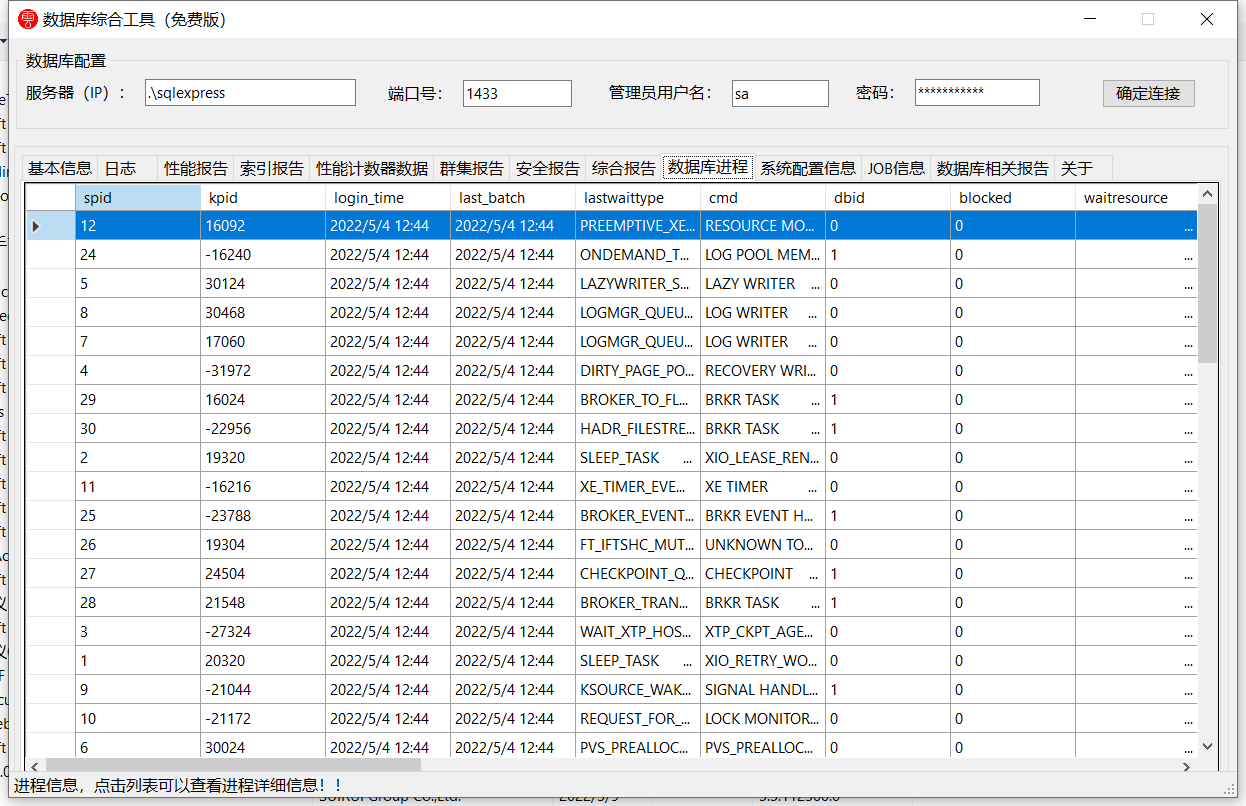 数据库综合工具（免费版）
数据库配置
服务器（IP）： .\sqlexpress 端口号： 1433 管理员用户名： sa 密码： *********** 确定连接
基本信息 日志 性能报告 索引报告 性能计数器数据 群集报告 安全报告 综合报告 数据库进程 系统配置信息 JOB信息 数据库相关报告 关于
spid kpid login_time last_batch lastwaittype cmd dbid blocked waitresource
12 16092 2022/5/4 12:44 2022/5/4 12:44 PREEMPTIVE_XE... RESOURCE MO... 0 0 ...
24 -16240 2022/5/4 12:44 2022/5/4 12:44 ONDEMAND_T... LOG POOL MEM... 1 0 ...
5 30124 2022/5/4 12:44 2022/5/4 12:44 LAZYWRITER_S... LAZY WRITER ... 0 0 ...
8 30468 2022/5/4 12:44 2022/5/4 12:44 LOGMGR_QUEU... LOG WRITER ... 0 0 ...
7 17060 2022/5/4 12:44 2022/5/4 12:44 LOGMGR_QUEU... LOG WRITER ... 0 0 ...
4 -31972 2022/5/4 12:44 2022/5/4 12:44 DIRTY_PAGE_PO... RECOVERY WRI... 0 0 ...
29 16024 2022/5/4 12:44 2022/5/4 12:44 BROKER_TO_FL... BRKR TASK ... 1 0 ...
30 -22956 2022/5/4 12:44 2022/5/4 12:44 HADR_FILESTRE... BRKR TASK ... 1 0 ...
2 19320 2022/5/4 12:44 2022/5/4 12:44 SLEEP_TASK ... XIO_LEASE_REN... 0 0 ...
11 -16216 2022/5/4 12:44 2022/5/4 12:44 XE_TIMER_EVE... XE TIMER ... 0 0 ...
25 -23788 2022/5/4 12:44 2022/5/4 12:44 BROKER_EVENT... BRKR EVENT H... 1 0 ...
26 19304 2022/5/4 12:44 2022/5/4 12:44 FT_IFTSHC_MUT... UNKNOWN TO... 0 0 ...
27 24504 2022/5/4 12:44 2022/5/4 12:44 CHECKPOINT_Q... CHECKPOINT ... 1 0 ...
28 21548 2022/5/4 12:44 2022/5/4 12:44 BROKER_TRAN... BRKR TASK ... 1 0 ...
3 -27324 2022/5/4 12:44 2022/5/4 12:44 WAIT_XTP_HOS... XTP_CKPT_AGE... 0 0 ...
1 20320 2022/5/4 12:44 2022/5/4 12:44 SLEEP_TASK ... XIO_RETRY_WO... 0 0 ...
9 -21044 2022/5/4 12:44 2022/5/4 12:44 KSOURCE_WAK... SIGNAL HANDL... 1 0 ...
10 -21172 2022/5/4 12:44 2022/5/4 12:44 REQUEST_FOR_... LOCK MONITOR... 0 0 ...
6 30024 2022/5/4 12:44 2022/5/4 12:44 PVS_PREALLOC... PVS_PREALLOC... 0 0 ...
进程信息，点击列表可以查看进程详细信息！！